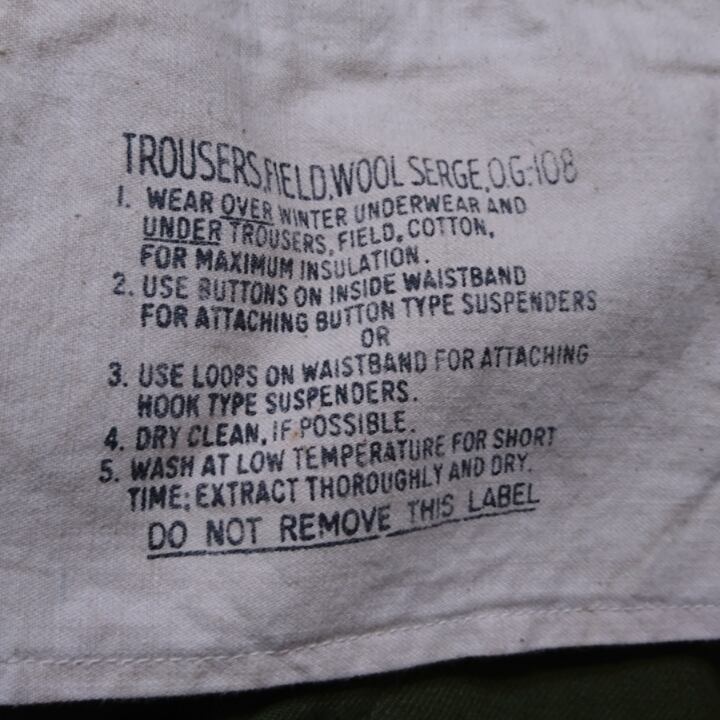 TROUSERS,FIELD,WOOL SERGE,O.G-108
1. WEAR OVER WINTER UNDERWEAR AND
UNDER TROUSERS, FIELD, COTTON,
FOR MAXIMUM INSULATION.
2. USE BUTTONS ON INSIDE WAISTBAND
FOR ATTACHING BUTTON TYPE SUSPENDERS
OR
3. USE LOOPS ON WAISTBAND FOR ATTACHING
HOOK TYPE SUSPENDERS.
4. DRY CLEAN, IF POSSIBLE.
5. WASH AT LOW TEMPERATURE FOR SHORT
TIME; EXTRACT THOROUGHLY AND DRY.
DO NOT REMOVE THIS LABEL